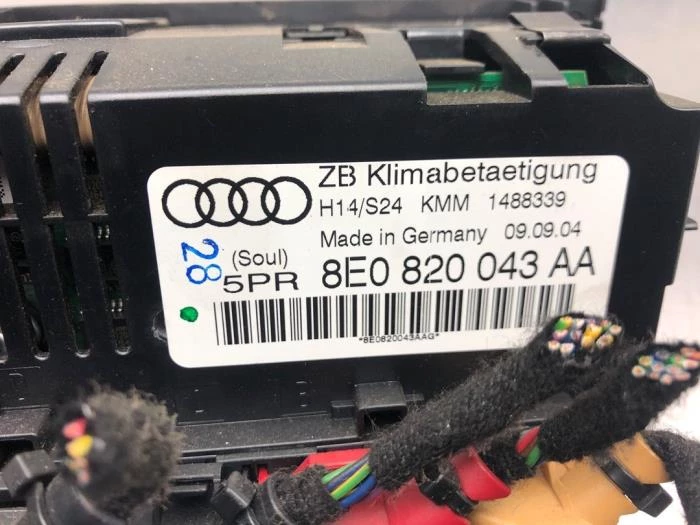 ZB Klimabetaetigung
H14/S24 KMM 1488339
Made in Germany 09.09.04
28 (Soul)
5PR 8E0 820 043 AA
*8E0820043AAG*